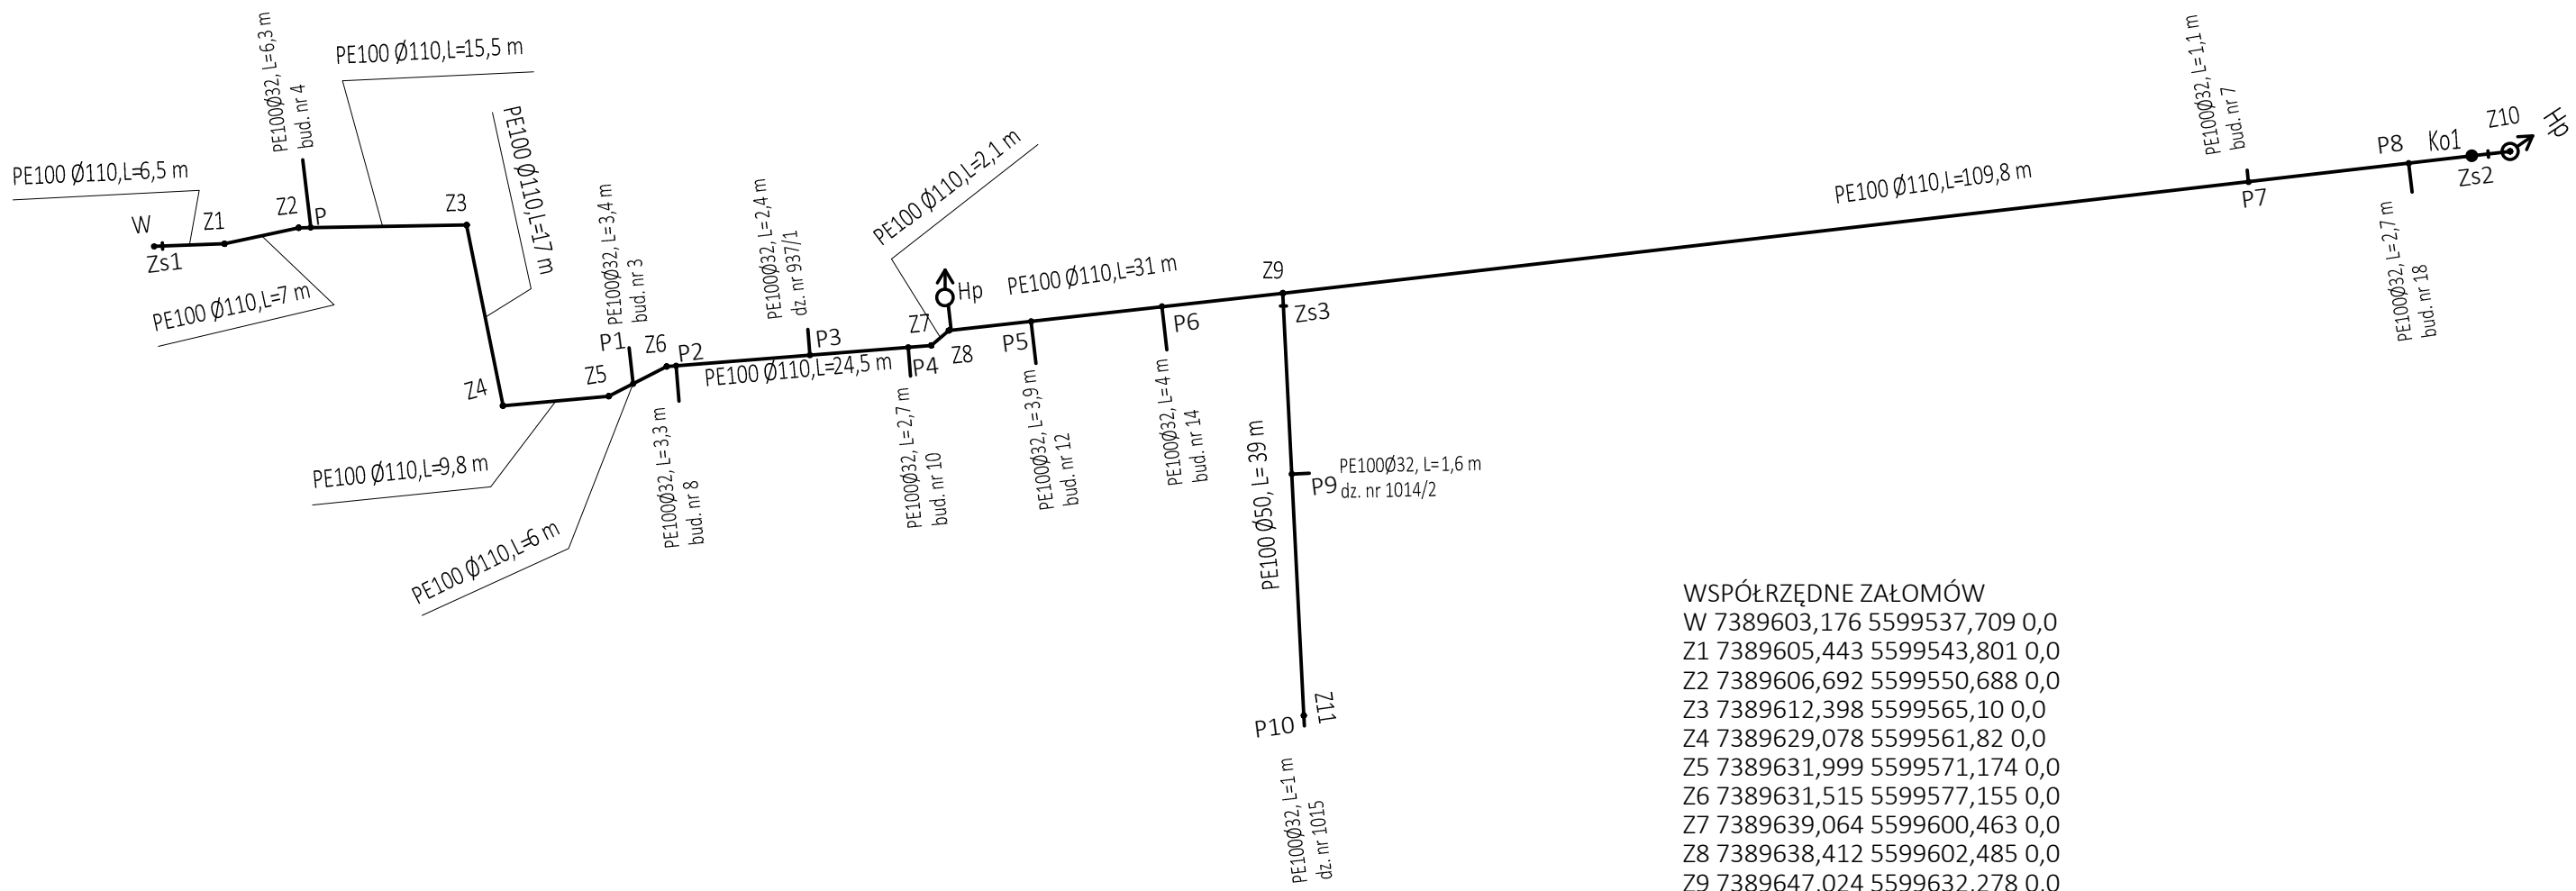 PE100Ø32, L=6,3 m
bud. nr 4
PE100 Ø110,L=15,5 m
PE100 Ø110,L=17 m
PE100 Ø110,L=6,5 m
W
Zs1
Z1
Z2
P
Z3
PE100 Ø110,L=7 m
PE100Ø32, L=3,4 m
bud. nr 3
PE100Ø32, L=2,4 m
dz. nr 937/1
PE100 Ø110,L=2,1 m
Hp
PE100 Ø110,L=31 m
Z9
Zs3
PE100 Ø110,L=109,8 m
PE100Ø32, L=1,1 m
bud. nr 7
P7
P8
Ko1
Zs2
Z10
Hp
PE100Ø32, L=2,7 m
bud. nr 18
Z4
Z5
P1
Z6
P2
P3
PE100 Ø110,L=24,5 m
P4
Z7
Z8
P5
P6
PE100 Ø110,L=9,8 m
PE100 Ø110,L=6 m
PE100Ø32, L=3,3 m
bud. nr 8
PE100Ø32, L=2,7 m
bud. nr 10
PE100Ø32, L=3,9 m
bud. nr 12
PE100Ø32, L=4 m
bud. nr 14
PE100 Ø50, L= 39 m
P9
PE100Ø32, L=1,6 m
dz. nr 1014/2
P10
Z11
PE100Ø32, L=1 m
dz. nr 1015
WSPÓŁRZĘDNE ZAŁOMÓW
W 7389603,176 5599537,709 0,0
Z1 7389605,443 5599543,801 0,0
Z2 7389606,692 5599550,688 0,0
Z3 7389612,398 5599565,10 0,0
Z4 7389629,078 5599561,82 0,0
Z5 7389631,999 5599571,174 0,0
Z6 7389631,515 5599577,155 0,0
Z7 7389639,064 5599600,463 0,0
Z8 7389638,412 5599602,485 0,0
Z9 7389647,024 5599632,278 0,0